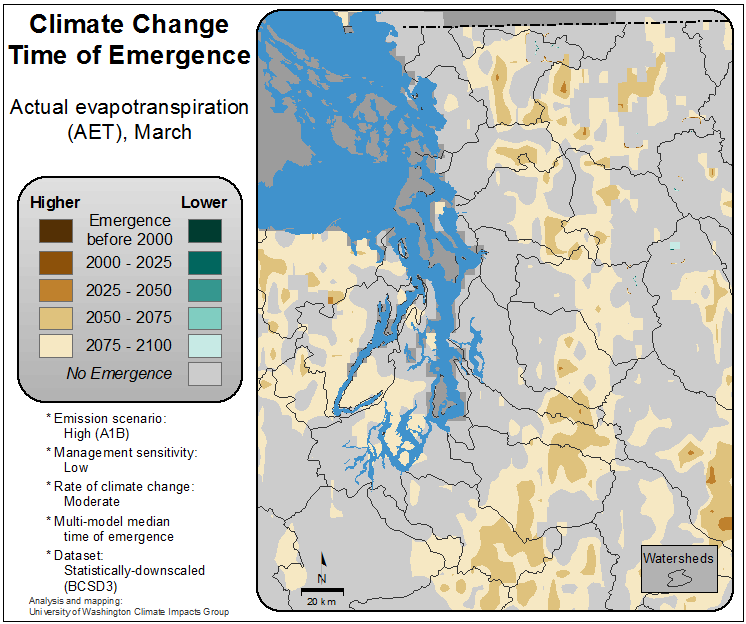 Climate Change
Time of Emergence
Actual evapotranspiration
(AET), March
Higher Lower
Emergence
before 2000
2000 - 2025
2025 - 2050
2050 - 2075
2075 - 2100
No Emergence
* Emission scenario:
High (A1B)
* Management sensitivity:
Low
* Rate of climate change:
Moderate
* Multi-model median
time of emergence
* Dataset:
Statistically-downscaled
(BCSD3)
Analysis and mapping:
University of Washington Climate Impacts Group
N
20 km
Watersheds